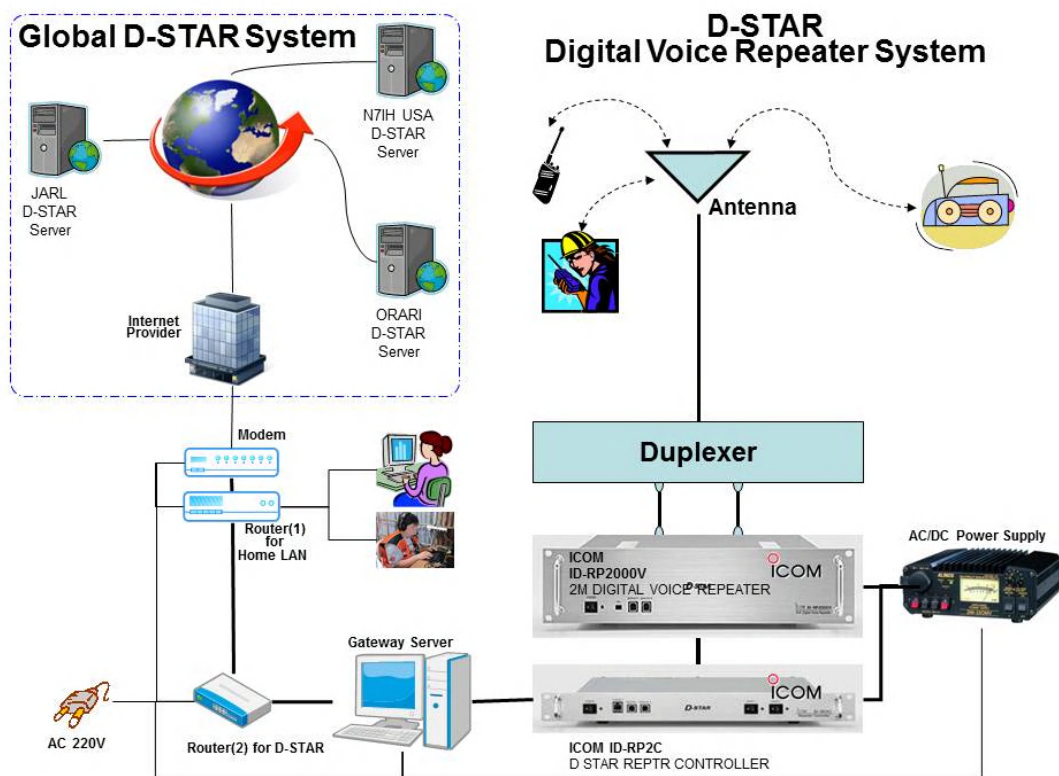 Global D-STAR System
N7IH USA
D-STAR
Server
JARL
D-STAR
Server
ORARI
D-STAR
Server
Internet
Provider
D-STAR
Digital Voice Repeater System
Antenna
Duplexer
Modem
Router(1)
for
Home LAN
ICOM
ID-RP2000V
2M DIGITAL VOICE REPEATER
D-STAR
ICOM
AC/DC Power Supply
Gateway Server
AC 220V
Router(2) for D-STAR
D-STAR
ICOM
ICOM ID-RP2C
D STAR REPTR CONTROLLER